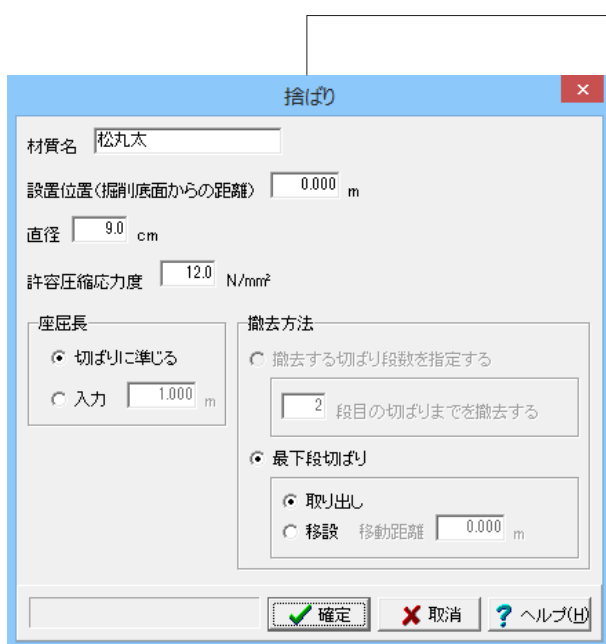 捨ばり
材質名 松丸太
設置位置(掘削底面からの距離) 0.000 m
直径 9.0 cm
許容圧縮応力度 12.0 N/mm²
座屈長
切ばりに準じる
入力 1.000 m
撤去方法
撤去する切ばり段数を指定する
2 段目の切ばりまでを撤去する
最下段切ばり
取り出し
移設 移動距離 0.000 m
確定 取消 ヘルプ(H)